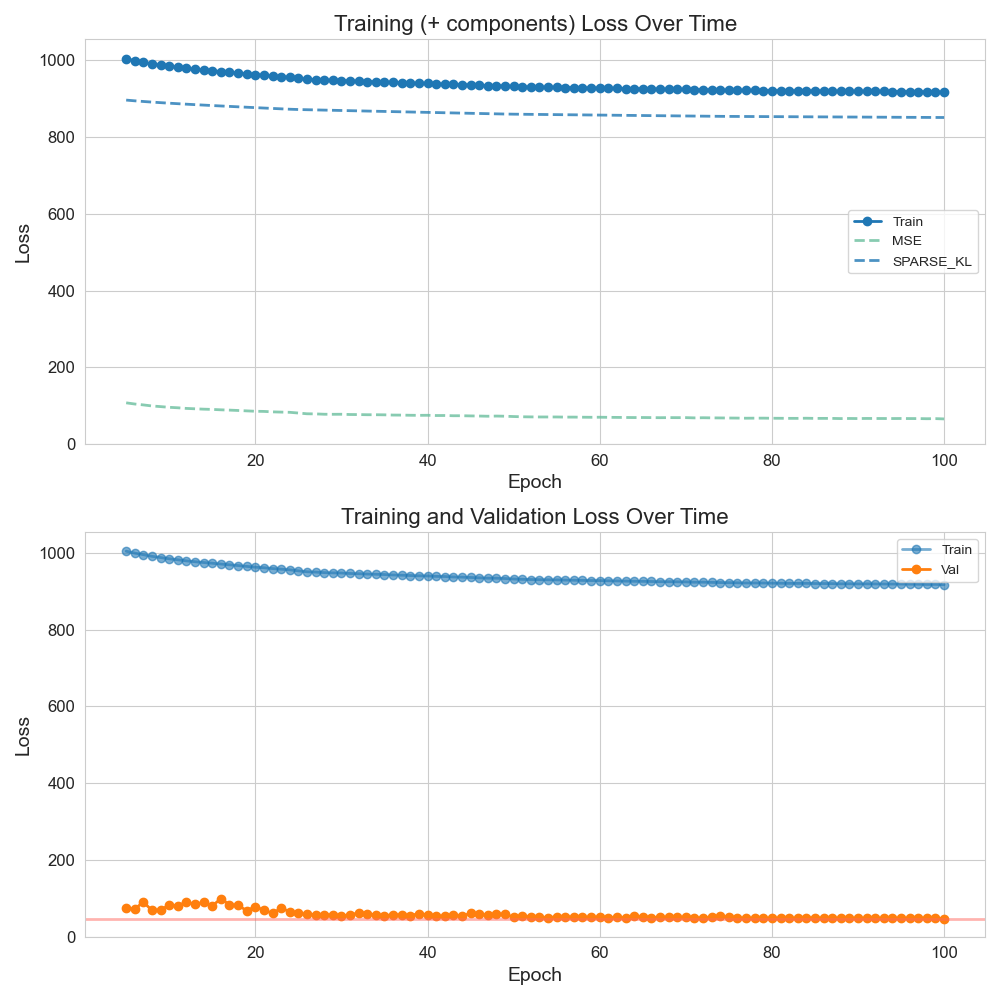 Training (+ components) Loss Over Time
1000
800
600
400
200
0
Loss
Train
MSE
SPARSE_KL
20 40 60 80 100
Epoch
Training and Validation Loss Over Time
1000
800
600
400
200
0
Loss
Train
Val
20 40 60 80 100
Epoch